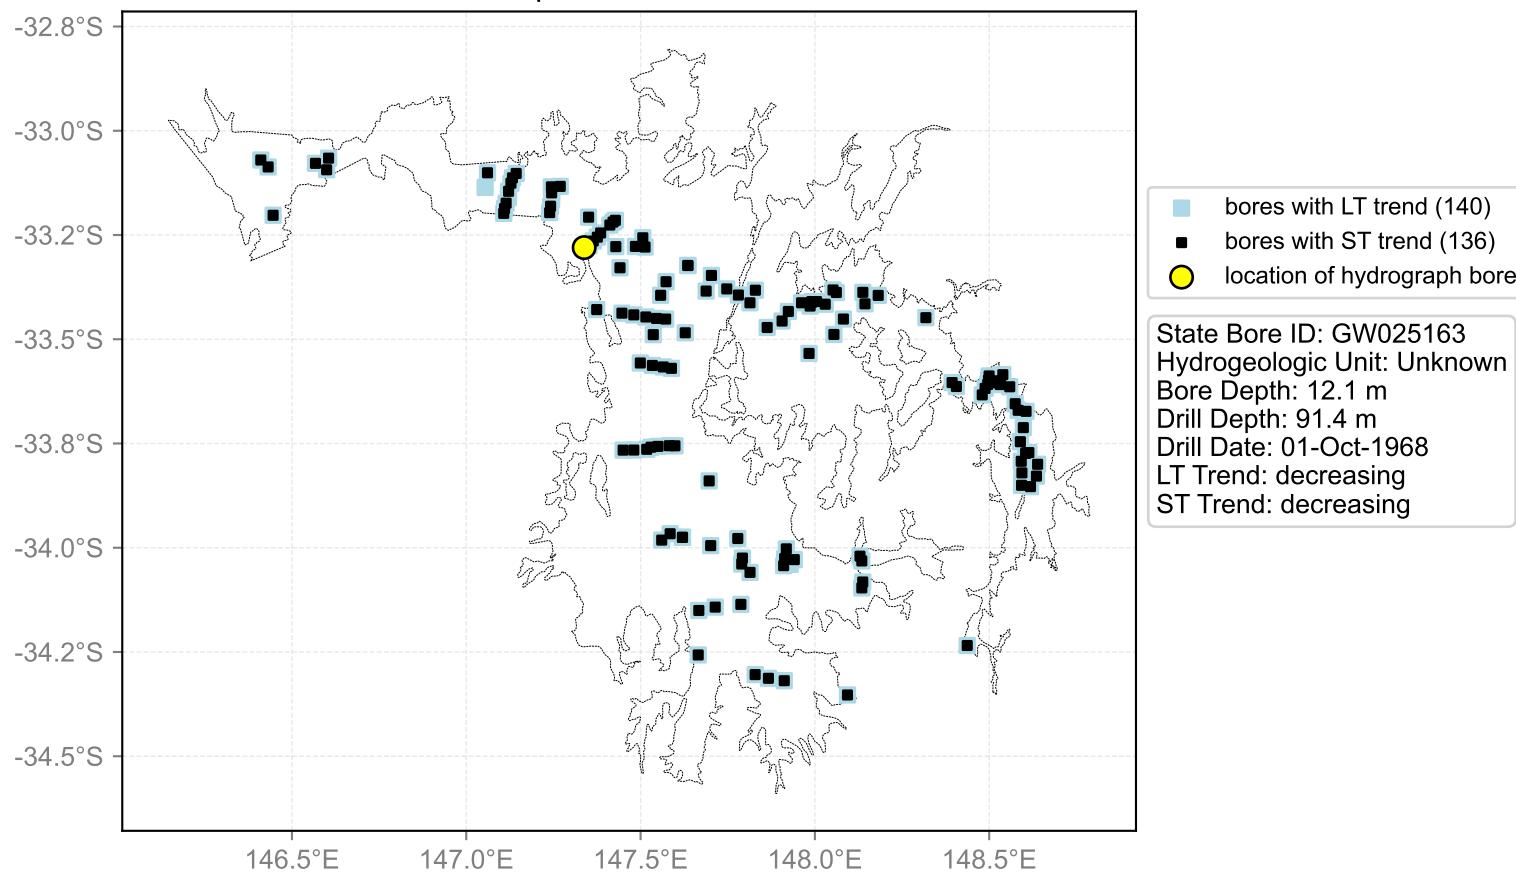 -32.8°S
-33.0°S
-33.2°S
-33.5°S
-33.8°S
-34.0°S
-34.2°S
-34.5°S
146.5°E
147.0°E
147.5°E
148.0°E
148.5°E
bores with LT trend (140)
bores with ST trend (136)
location of hydrograph bore
State Bore ID: GW025163
Hydrogeologic Unit: Unknown
Bore Depth: 12.1 m
Drill Depth: 91.4 m
Drill Date: 01-Oct-1968
LT Trend: decreasing
ST Trend: decreasing